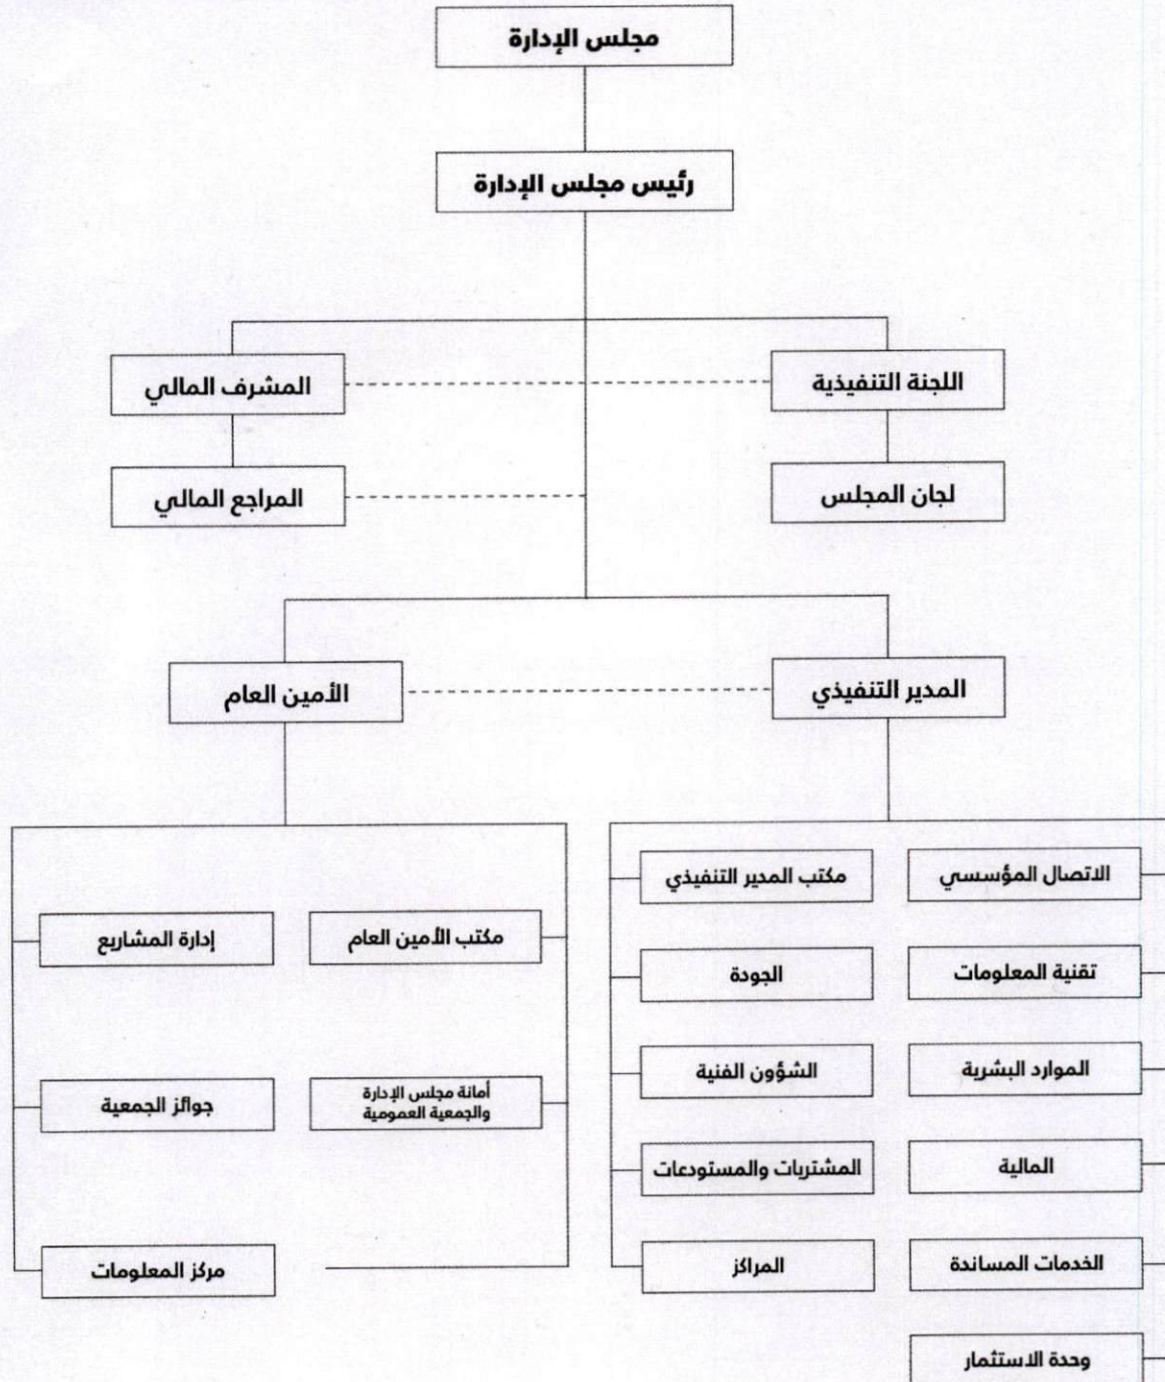 مجلس الإدارة
رئيس مجلس الإدارة
اللجنة التنفيذية
المشرف المالي
لجان المجلس
المراجع المالي
المدير التنفيذي
الأمين العام
الاتصال المؤسسي
مكتب المدير التنفيذي
تقنية المعلومات
الجودة
الموارد البشرية
الشؤون الفنية
المالية
المشتريات والمستودعات
الخدمات المساندة
المراكز
وحدة الاستثمار
مكتب الأمين العام
إدارة المشاريع
أمانة مجلس الإدارة
والجمعية العمومية
جوائز الجمعية
مركز المعلومات